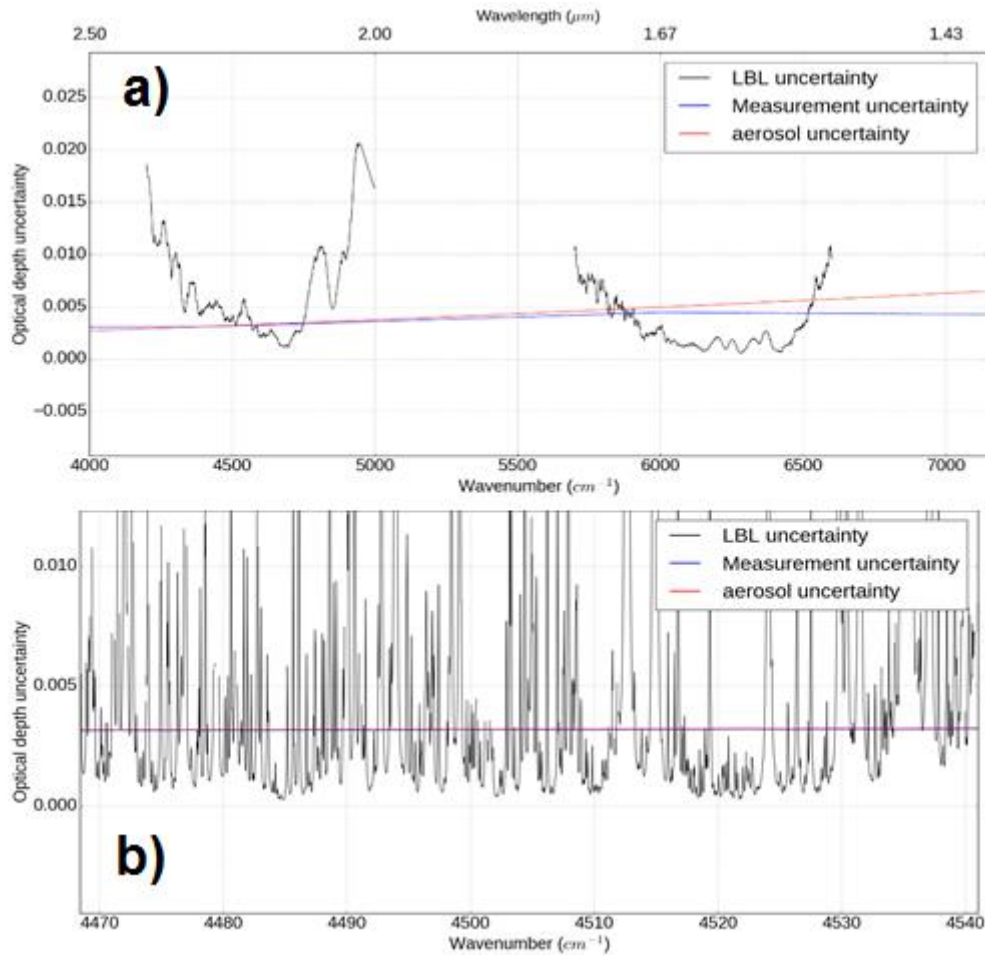 Wavelength (μm)
2.50 2.00 1.67 1.43
a)
LBL uncertainty
Measurement uncertainty
aerosol uncertainty
0.025
0.020
0.015
0.010
0.005
0.000
−0.005
Optical depth uncertainty
4000 4500 5000 5500 6000 6500 7000
Wavenumber (cm⁻¹)
LBL uncertainty
Measurement uncertainty
aerosol uncertainty
0.010
0.005
0.000
Optical depth uncertainty
b)
4470 4480 4490 4500 4510 4520 4530 4540
Wavenumber (cm⁻¹)